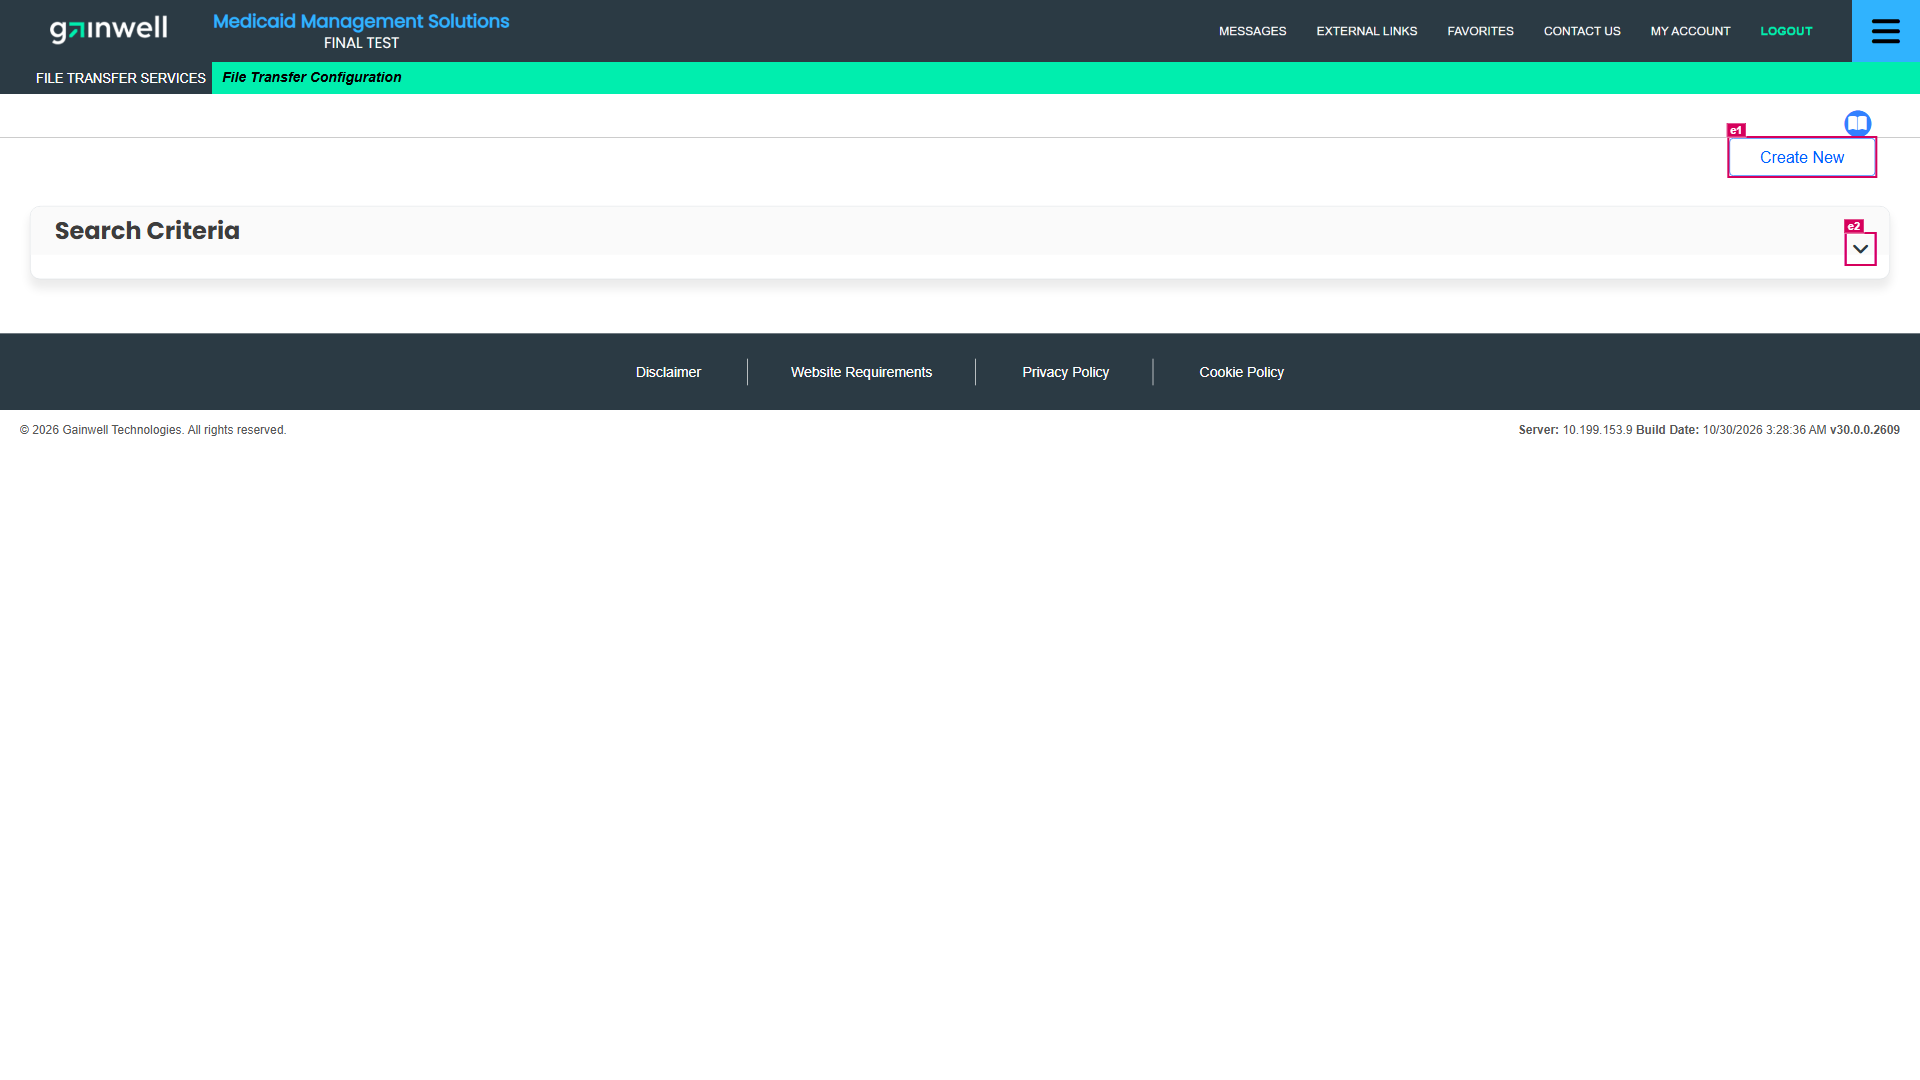 gainwell
Medicaid Management Solutions
FINAL TEST
MESSAGES
EXTERNAL LINKS
FAVORITES
CONTACT US
MY ACCOUNT
LOGOUT
FILE TRANSFER SERVICES
File Transfer Configuration
e1
Create New
Search Criteria
e2
Disclaimer
Website Requirements
Privacy Policy
Cookie Policy
© 2026 Gainwell Technologies. All rights reserved.
Server: 10.199.153.9 Build Date: 10/30/2026 3:28:36 AM v30.0.0.2609